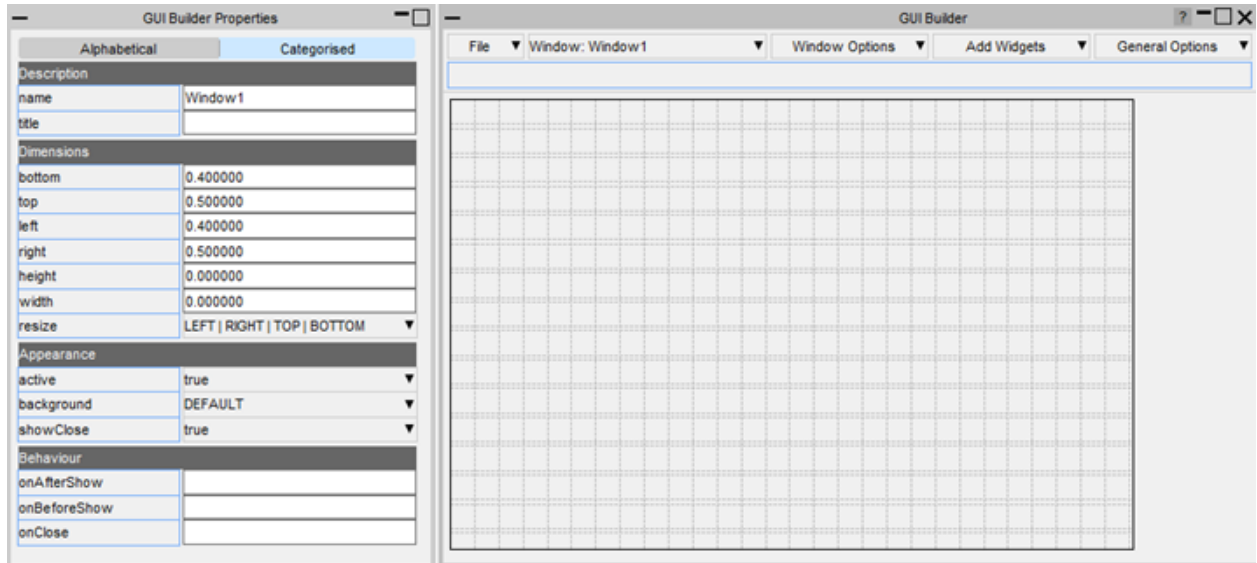 GUI Builder Properties
Alphabetical Categorised
Description
name Window1
title
Dimensions
bottom 0.400000
top 0.500000
left 0.400000
right 0.500000
height 0.000000
width 0.000000
resize LEFT | RIGHT | TOP | BOTTOM
Appearance
active true
background DEFAULT
showClose true
Behaviour
onAfterShow
onBeforeShow
onClose
GUI Builder ?
File Window: Window1 Window Options Add Widgets General Options